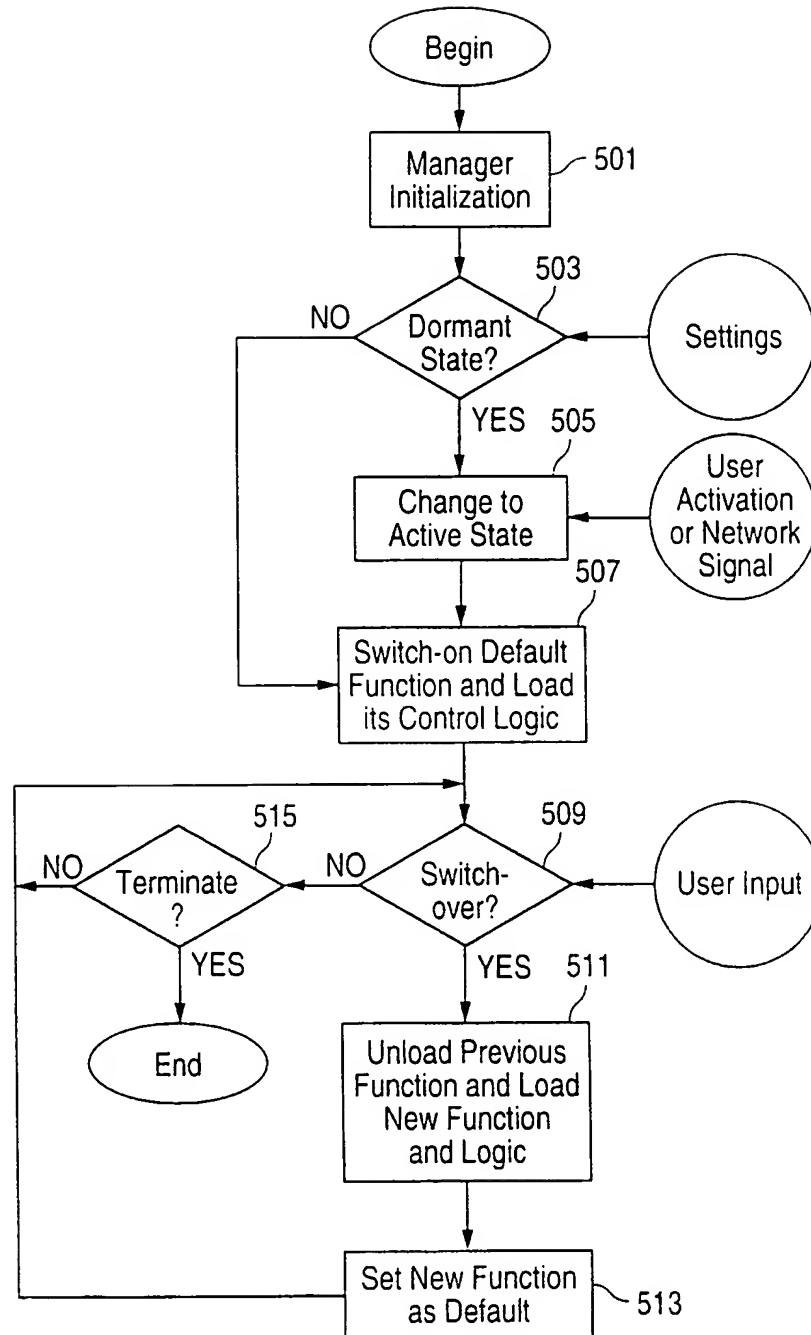 Begin
Manager
Initialization
501
503
NO
Dormant
State?
Settings
YES
505
Change to
Active State
User
Activation
or Network
Signal
507
Switch-on Default
Function and Load
its Control Logic
515
509
NO
Terminate
?
NO
Switch-
over?
User Input
YES
YES
511
End
Unload Previous
Function and Load
New Function
and Logic
Set New Function
as Default
513